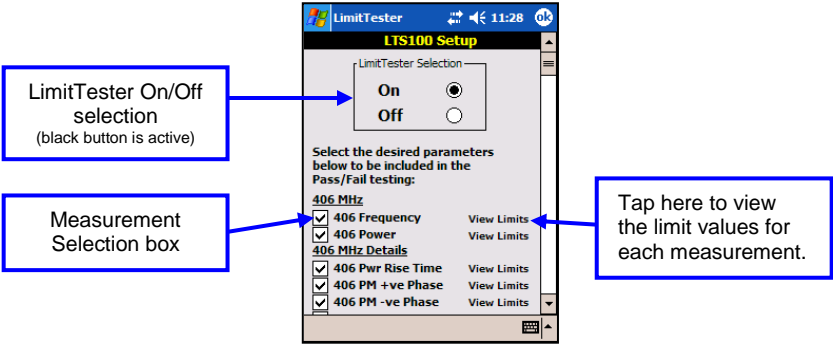 LimitTester 11:28 ok
LTS100 Setup
LimitTester Selection
On
Off
Select the desired parameters
below to be included in the
Pass/Fail testing:
406 MHz
406 Frequency View Limits
406 Power View Limits
406 MHz Details
406 Pwr Rise Time View Limits
406 PM +ve Phase View Limits
406 PM -ve Phase View Limits
LimitTester On/Off
selection
(black button is active)
Measurement
Selection box
Tap here to view
the limit values for
each measurement.